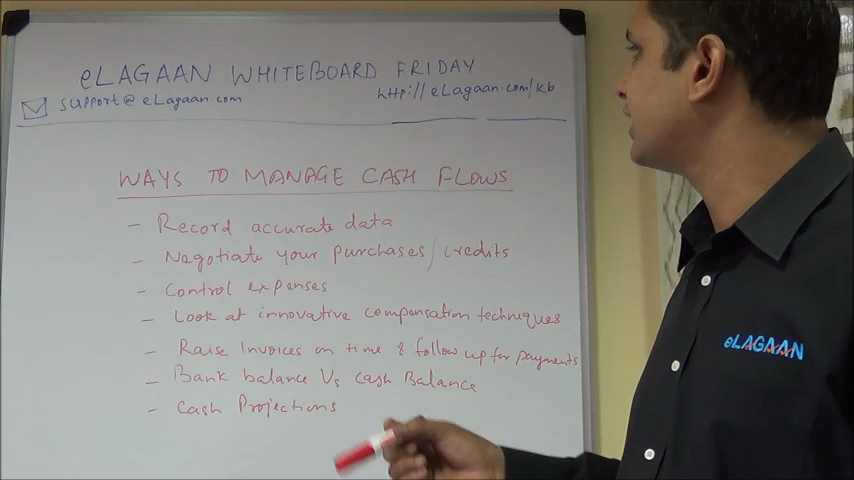 eLAGAAN WHITEBOARD FRIDAY
support@eLagaan.com http://eLagaan.com/kb
WAYS TO MANAGE CASH FLOWS
- Record accurate data
- Negotiate your purchases/credits
- Control expenses
- Look at innovative compensation techneques
- Raise Invoices on time & follow up for payments
- Bank balance Vs Cash Balance
- Cash Projections
eLAGAAN